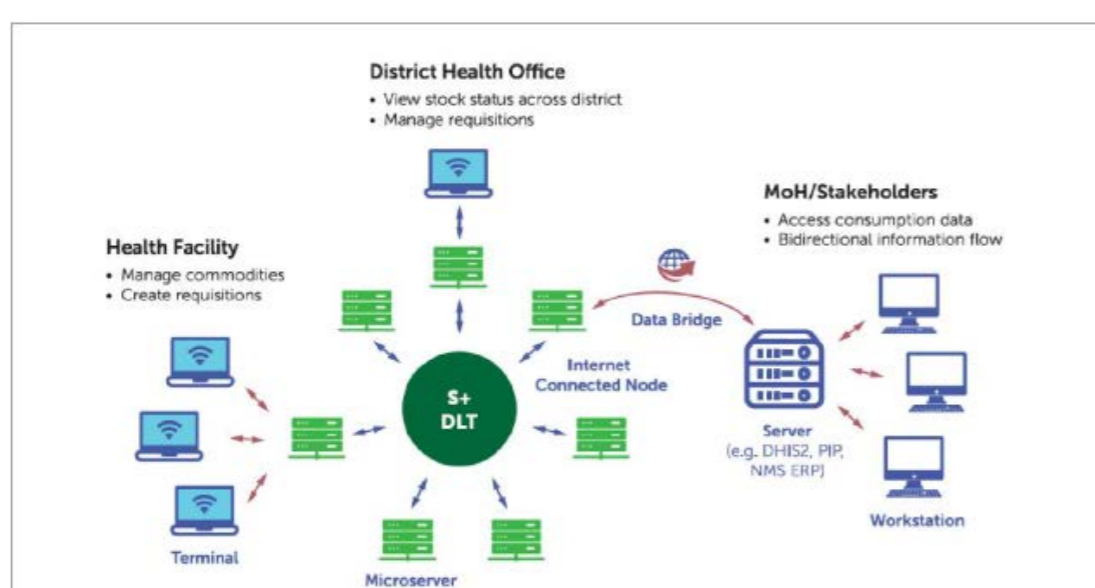 District Health Office
• View stock status across district
• Manage requisitions
MoH/Stakeholders
• Access consumption data
• Bidirectional information flow
Health Facility
• Manage commodities
• Create requisitions
Data Bridge
Internet
Connected Node
S+
DLT
Server
(e.g. DHIS2, PIP,
NMS ERP)
Workstation
Terminal
Microserver